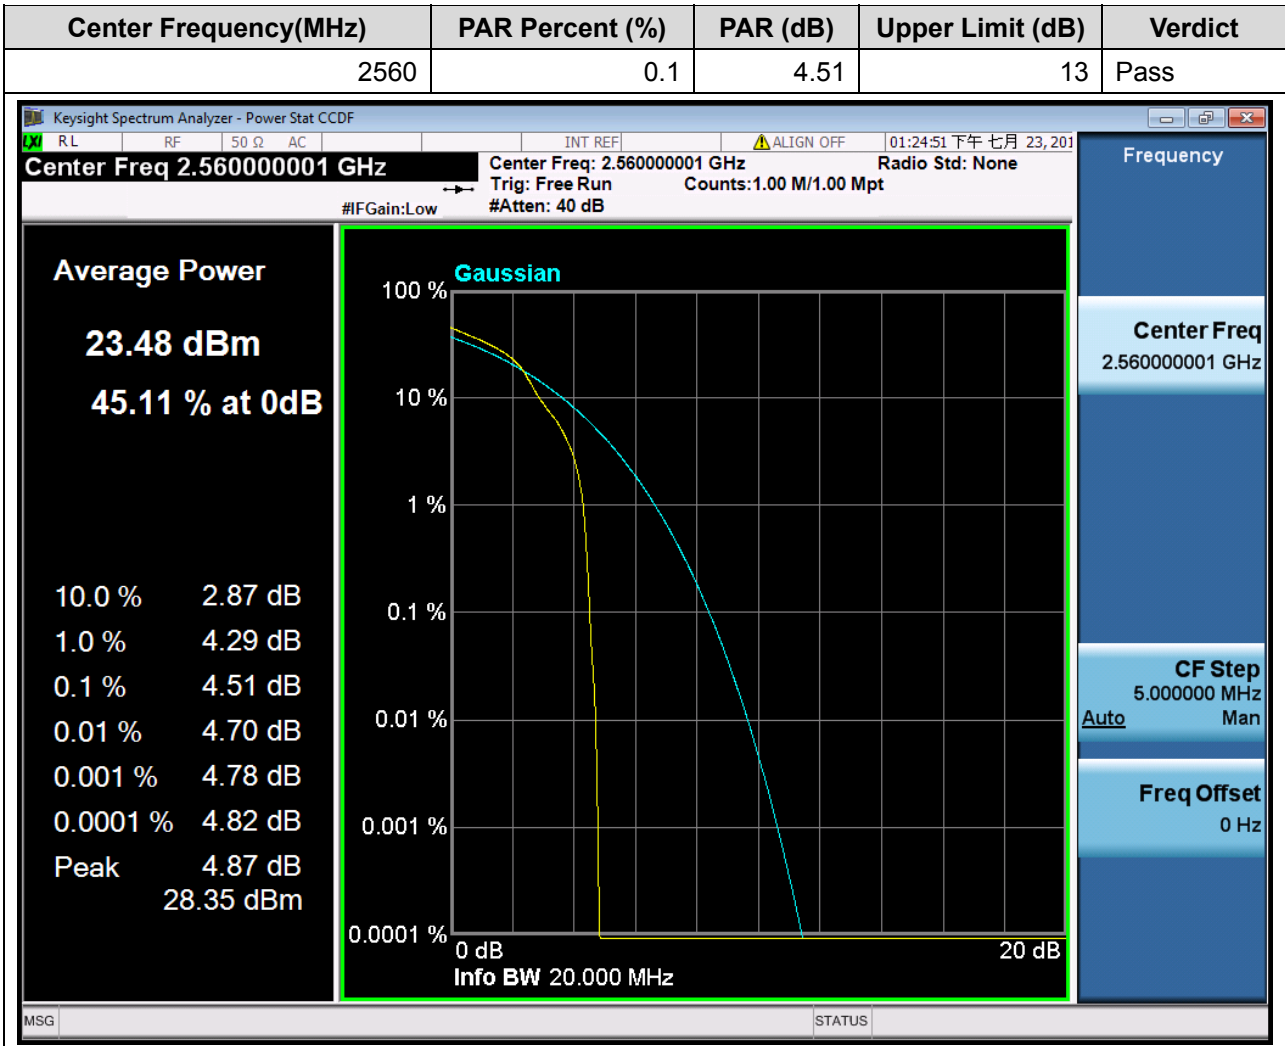 Center Frequency(MHz) PAR Percent (%) PAR (dB) Upper Limit (dB) Verdict
2560 0.1 4.51 13 Pass
Keysight Spectrum Analyzer - Power Stat CCDF
LXI RL RF 50 Ω AC INT REF ALIGN OFF 01:24:51 下午 七月 23, 201
Center Freq 2.560000001 GHz
Center Freq: 2.560000001 GHz Radio Std: None
Trig: Free Run Counts:1.00 M/1.00 Mpt
#IFGain:Low #Atten: 40 dB
Average Power
23.48 dBm
45.11 % at 0dB
10.0 % 2.87 dB
1.0 % 4.29 dB
0.1 % 4.51 dB
0.01 % 4.70 dB
0.001 % 4.78 dB
0.0001 % 4.82 dB
Peak 4.87 dB
28.35 dBm
Gaussian
100 %
10 %
1 %
0.1 %
0.01 %
0.001 %
0.0001 %
0 dB 20 dB
Info BW 20.000 MHz
Frequency
Center Freq
2.560000001 GHz
CF Step
5.000000 MHz
Auto Man
Freq Offset
0 Hz
MSG STATUS